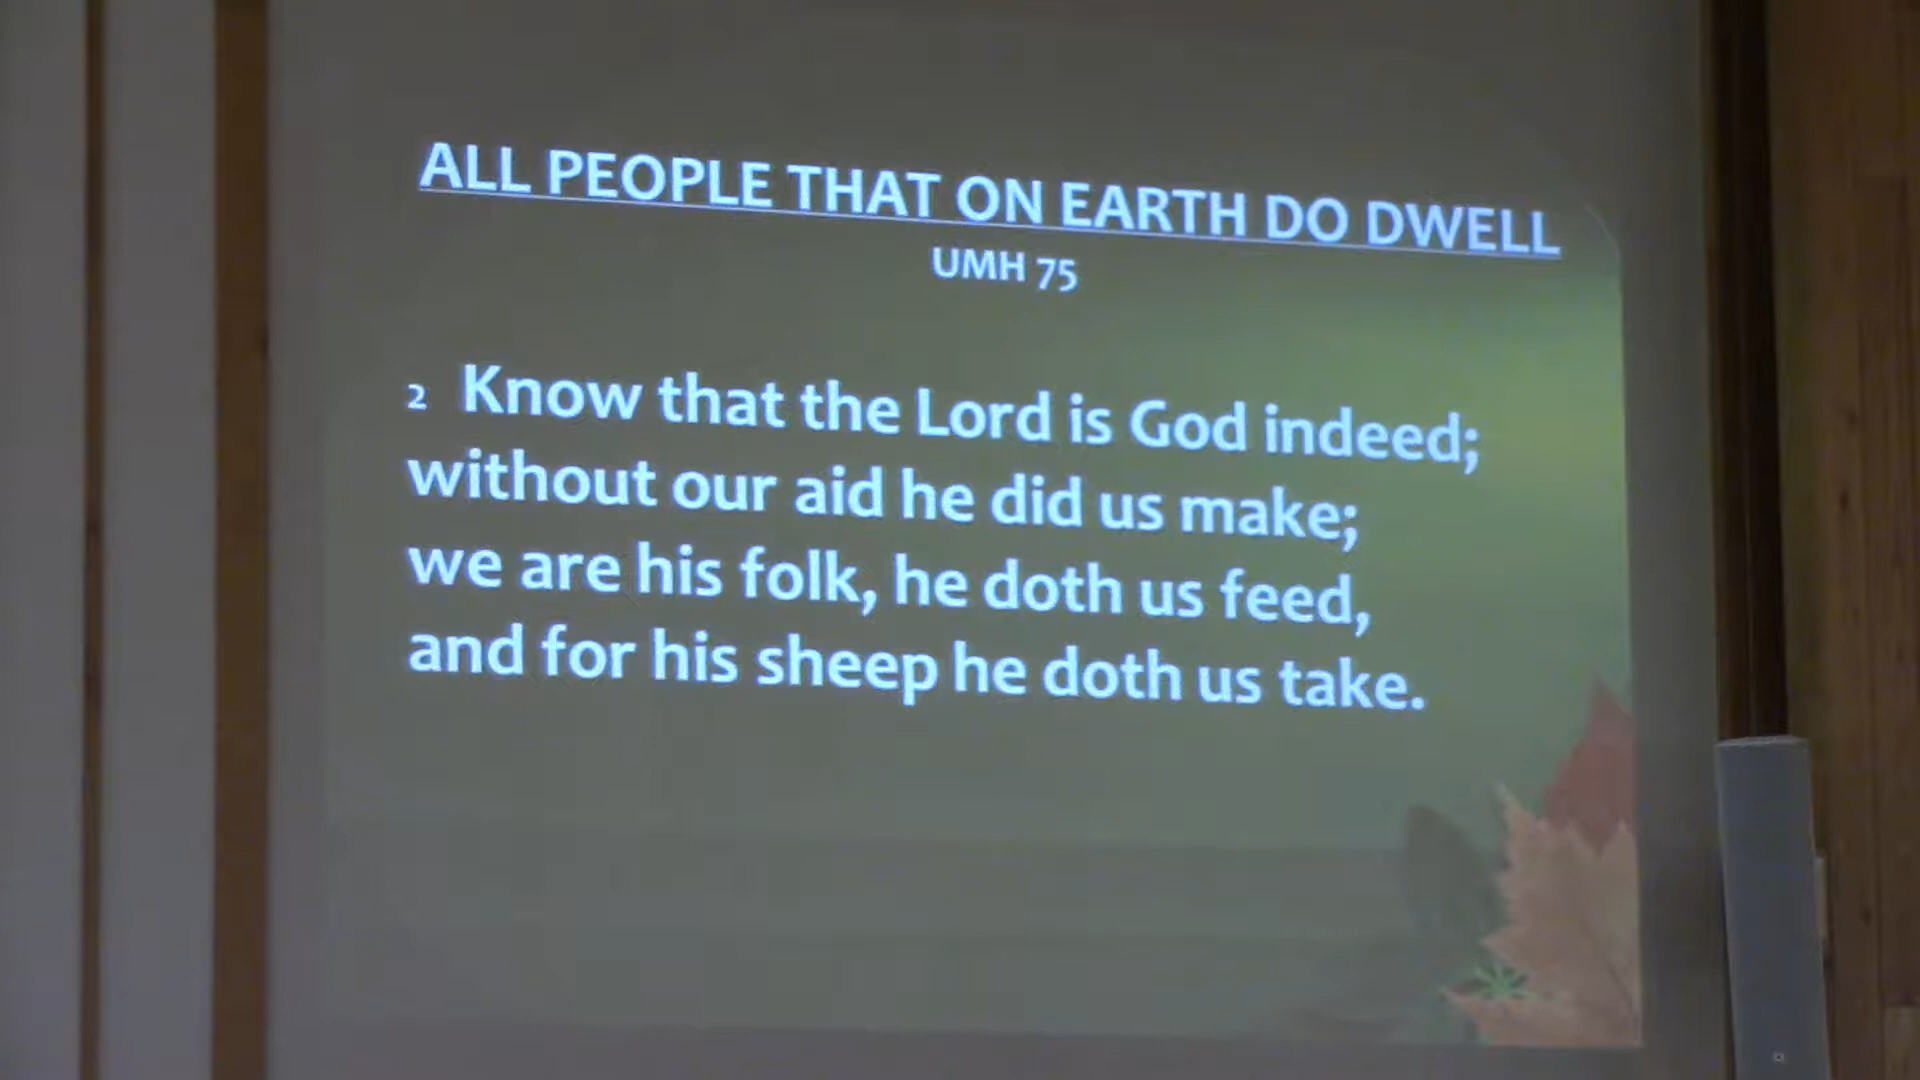 ALL PEOPLE THAT ON EARTH DO DWELL
UMH 75
2 Know that the Lord is God indeed;
without our aid he did us make;
we are his folk, he doth us feed,
and for his sheep he doth us take.